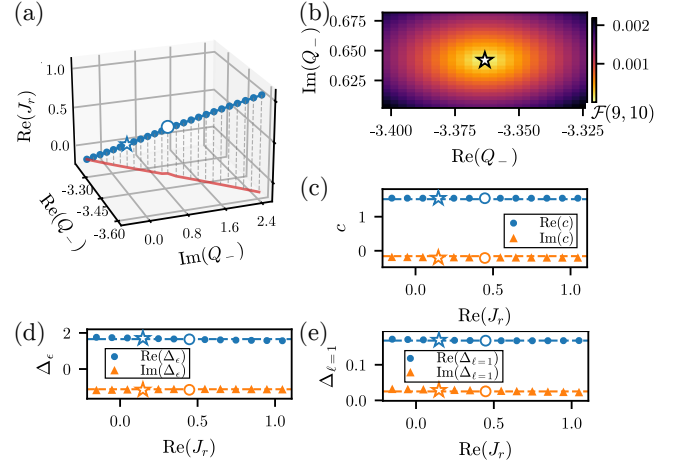 (a)
Re(J_r)
1.0
0.5
0.0
-3.30
-3.45
-3.60
Re(Q_−)
0.0
0.8
1.6
2.4
Im(Q_−)
(b)
Im(Q_−)
0.675
0.650
0.625
-3.400
-3.375
-3.350
-3.325
Re(Q_−)
0.002
0.001
ℱ(9, 10)
(c)
c
1
0
Re(c)
Im(c)
0.0
0.5
1.0
Re(J_r)
(d)
Δ_ϵ
2
0
Re(Δ_ϵ)
Im(Δ_ϵ)
0.0
0.5
1.0
Re(J_r)
(e)
Δ_{ℓ=1}
0.1
0.0
Re(Δ_{ℓ=1})
Im(Δ_{ℓ=1})
0.0
0.5
1.0
Re(J_r)